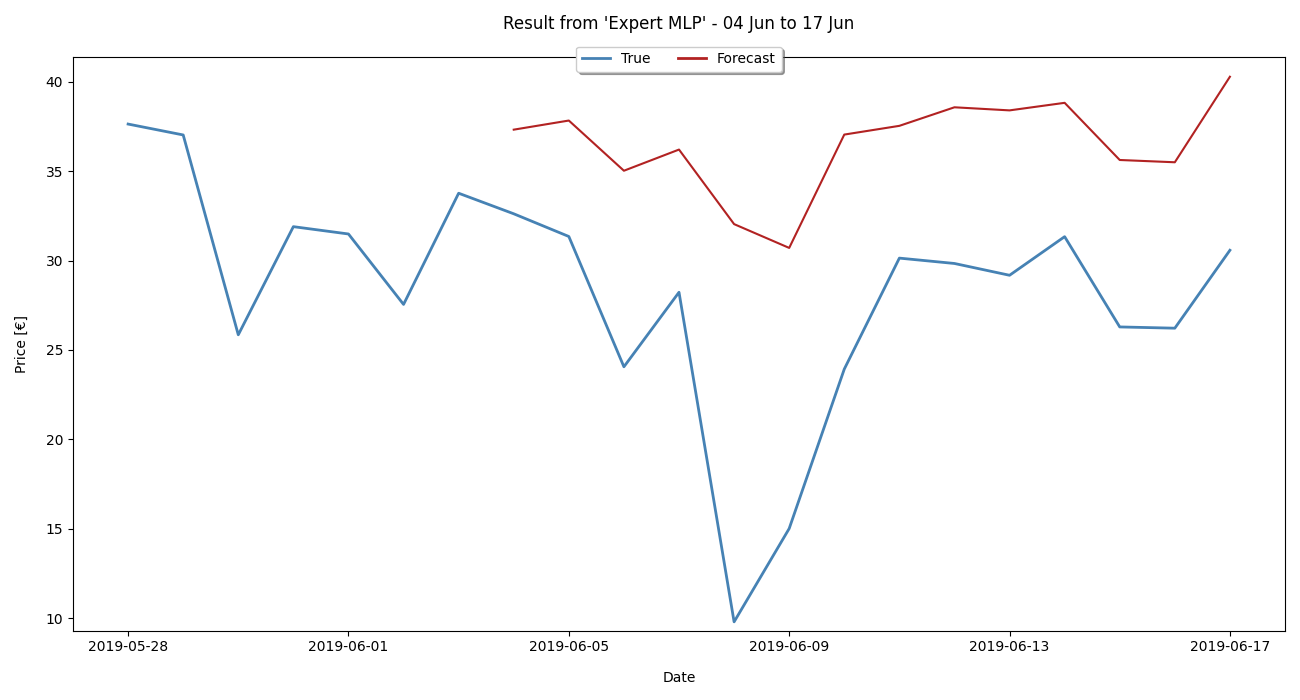 Result from 'Expert MLP' - 04 Jun to 17 Jun
True Forecast
40
35
30
25
20
15
10
Price [€]
2019-05-28 2019-06-01 2019-06-05 2019-06-09 2019-06-13 2019-06-17
Date